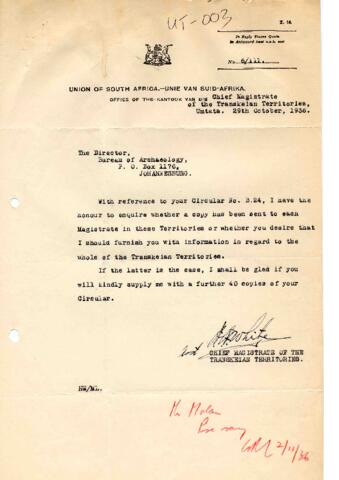 UT-003
Z. 14
In Reply Please Quote
No. 6/111.
UNION OF SOUTH AFRICA.—UNIE VAN SUID-AFRIKA.
OFFICE OF THE—KANTOOR VAN DIE Chief Magistrate
of the Transkeian Territories,
Umtata. 29th October, 1936.
The Director,
Bureau of Archaeology,
P. O. Box 1176,
JOHANNESBURG.
With reference to your Circular No. B.24, I have the
honour to enquire whether a copy has been sent to each
Magistrate in these Territories or whether you desire that
I should furnish you with information in regard to the
whole of the Transkeian Territories.
If the latter is the case, I shall be glad if you
will kindly supply me with a further 40 copies of your
Circular.
CHIEF MAGISTRATE OF THE
TRANSKEIAN TERRITORIES.
Mr Malan
2/11/36